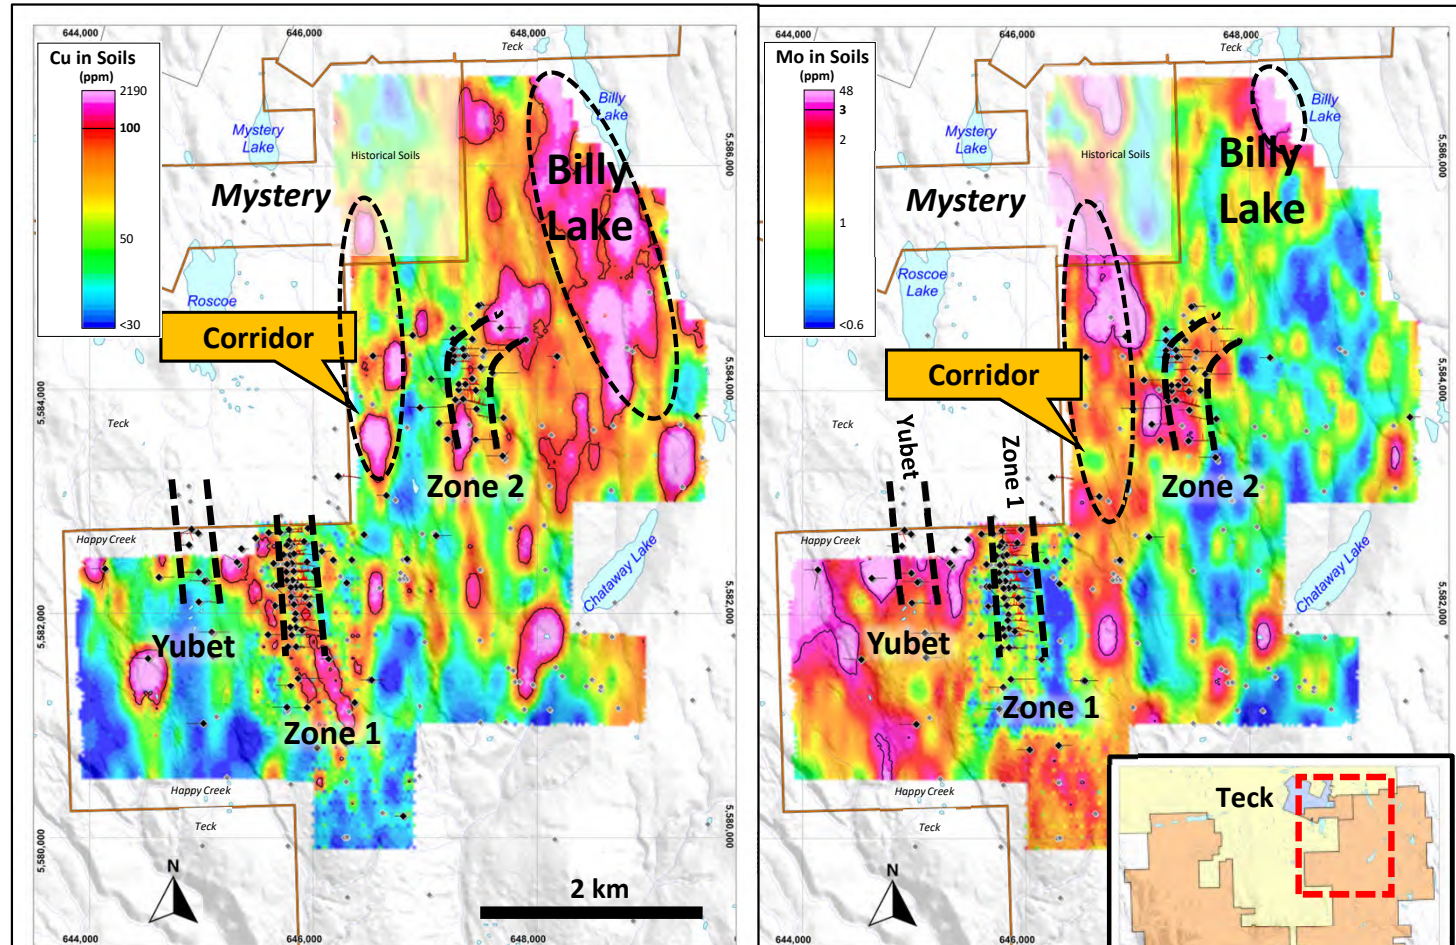 644,000
646,000
648,000
Teck
Cu in Soils
(ppm)
2190
100
50
<30
Mystery
Lake
Billy
Lake
Historical Soils
5,586,000
Mystery
Billy
Lake
Roscoe
Corridor
5,584,000
Teck
Zone 2
Happy Creek
Chataway Lake
5,582,000
Yubet
Zone 1
Happy Creek
Teck
5,580,000
N
2 km
644,000
646,000
648,000
644,000
646,000
648,000
Teck
Mo in Soils
(ppm)
48
3
2
1
<0.6
Mystery
Lake
Billy
Lake
Historical Soils
5,586,000
Mystery
Billy
Lake
Roscoe
Lake
Corridor
5,584,000
Teck
Yubet
Zone 1
Zone 2
Happy Creek
Chataway Lake
5,582,000
Yubet
Zone 1
Happy Creek
Teck
5,580,000
N
Teck
644,000
646,000